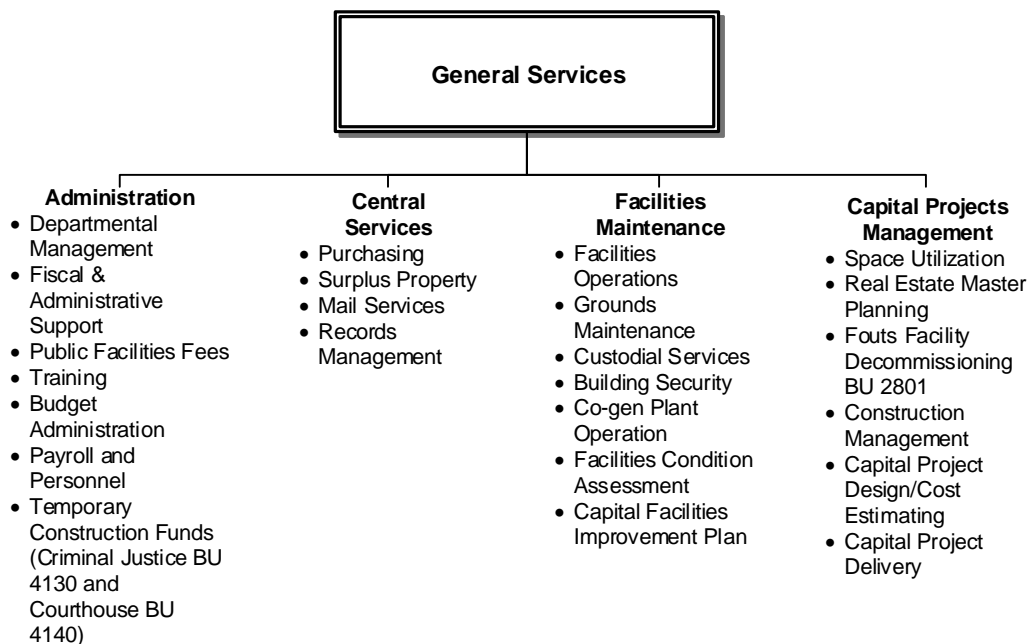 General Services
Administration
• Departmental
Management
• Fiscal &
Administrative
Support
• Public Facilities Fees
• Training
• Budget
Administration
• Payroll and
Personnel
• Temporary
Construction Funds
(Criminal Justice BU
4130 and
Courthouse BU
4140)
Central
Services
• Purchasing
• Surplus Property
• Mail Services
• Records
Management
Facilities
Maintenance
• Facilities
Operations
• Grounds
Maintenance
• Custodial Services
• Building Security
• Co-gen Plant
Operation
• Facilities Condition
Assessment
• Capital Facilities
Improvement Plan
Capital Projects
Management
• Space Utilization
• Real Estate Master
Planning
• Fouts Facility
Decommissioning
BU 2801
• Construction
Management
• Capital Project
Design/Cost
Estimating
• Capital Project
Delivery